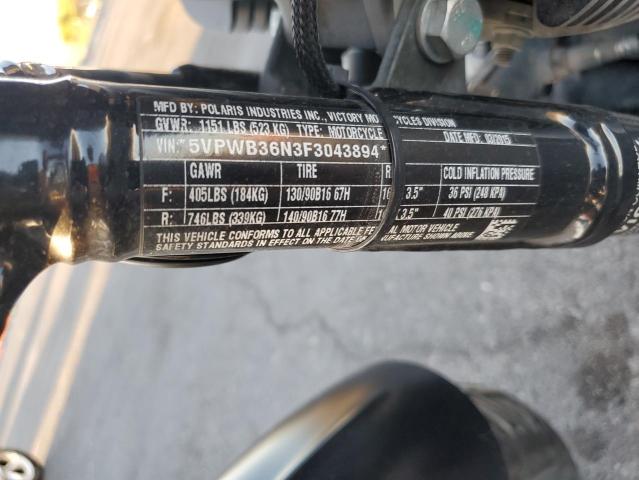 MFD BY: POLARIS INDUSTRIES INC., VICTORY MO CYCLES DIVISION
GVWR: 1151 LBS (523 KG) TYPE: MOTORCYCLE DATE MFD:
VIN: *5VPWB36N3F3043894*
GAWR TIRE COLD INFLATION PRESSURE
F: 405LBS (184KG) 130/90B16 67H 16 3.5" 36 PSI (248 KPA)
R: 746LBS (339KG) 140/90B16 77H 3.5" 40 PSI (276 KPA)
THIS VEHICLE CONFORMS TO ALL APPLICABLE FE AL MOTOR VEHICLE
SAFETY STANDARDS IN EFFECT ON THE DATE O UFACTURE SHOWN ABOVE.